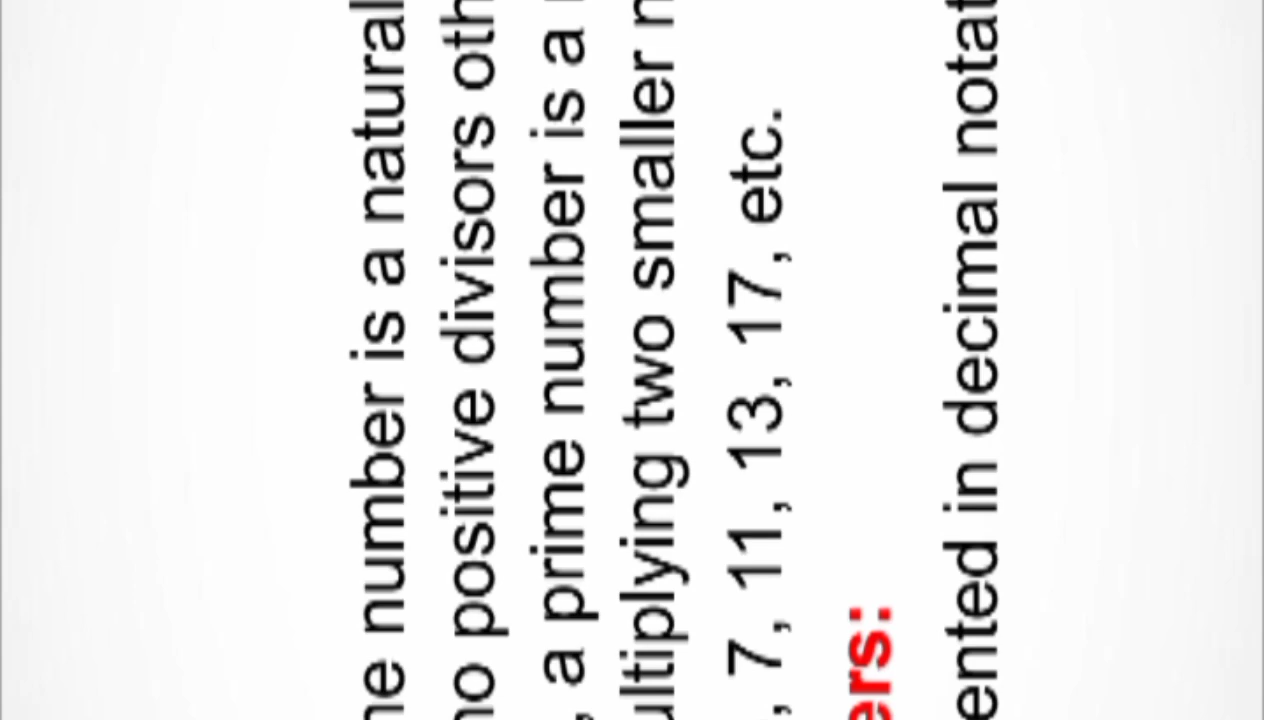 ne number is a natural
no positive divisors oth
, a prime number is a
ultiplying two smaller
, 7, 11, 13, 17, etc.
ers:
ented in decimal notat